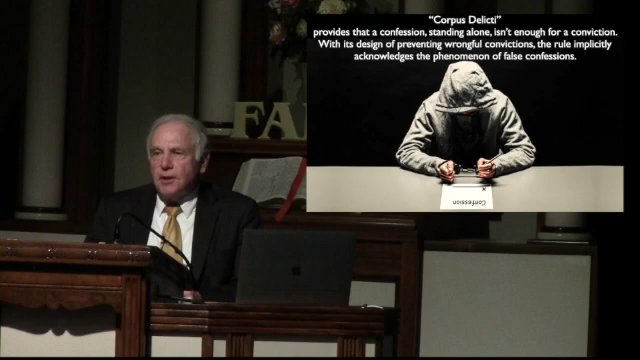 "Corpus Delicti"
provides that a confession, standing alone, isn't enough for a conviction.
With its design of preventing wrongful convictions, the rule implicitly
acknowledges the phenomenon of false confessions.
FA
x
Confession